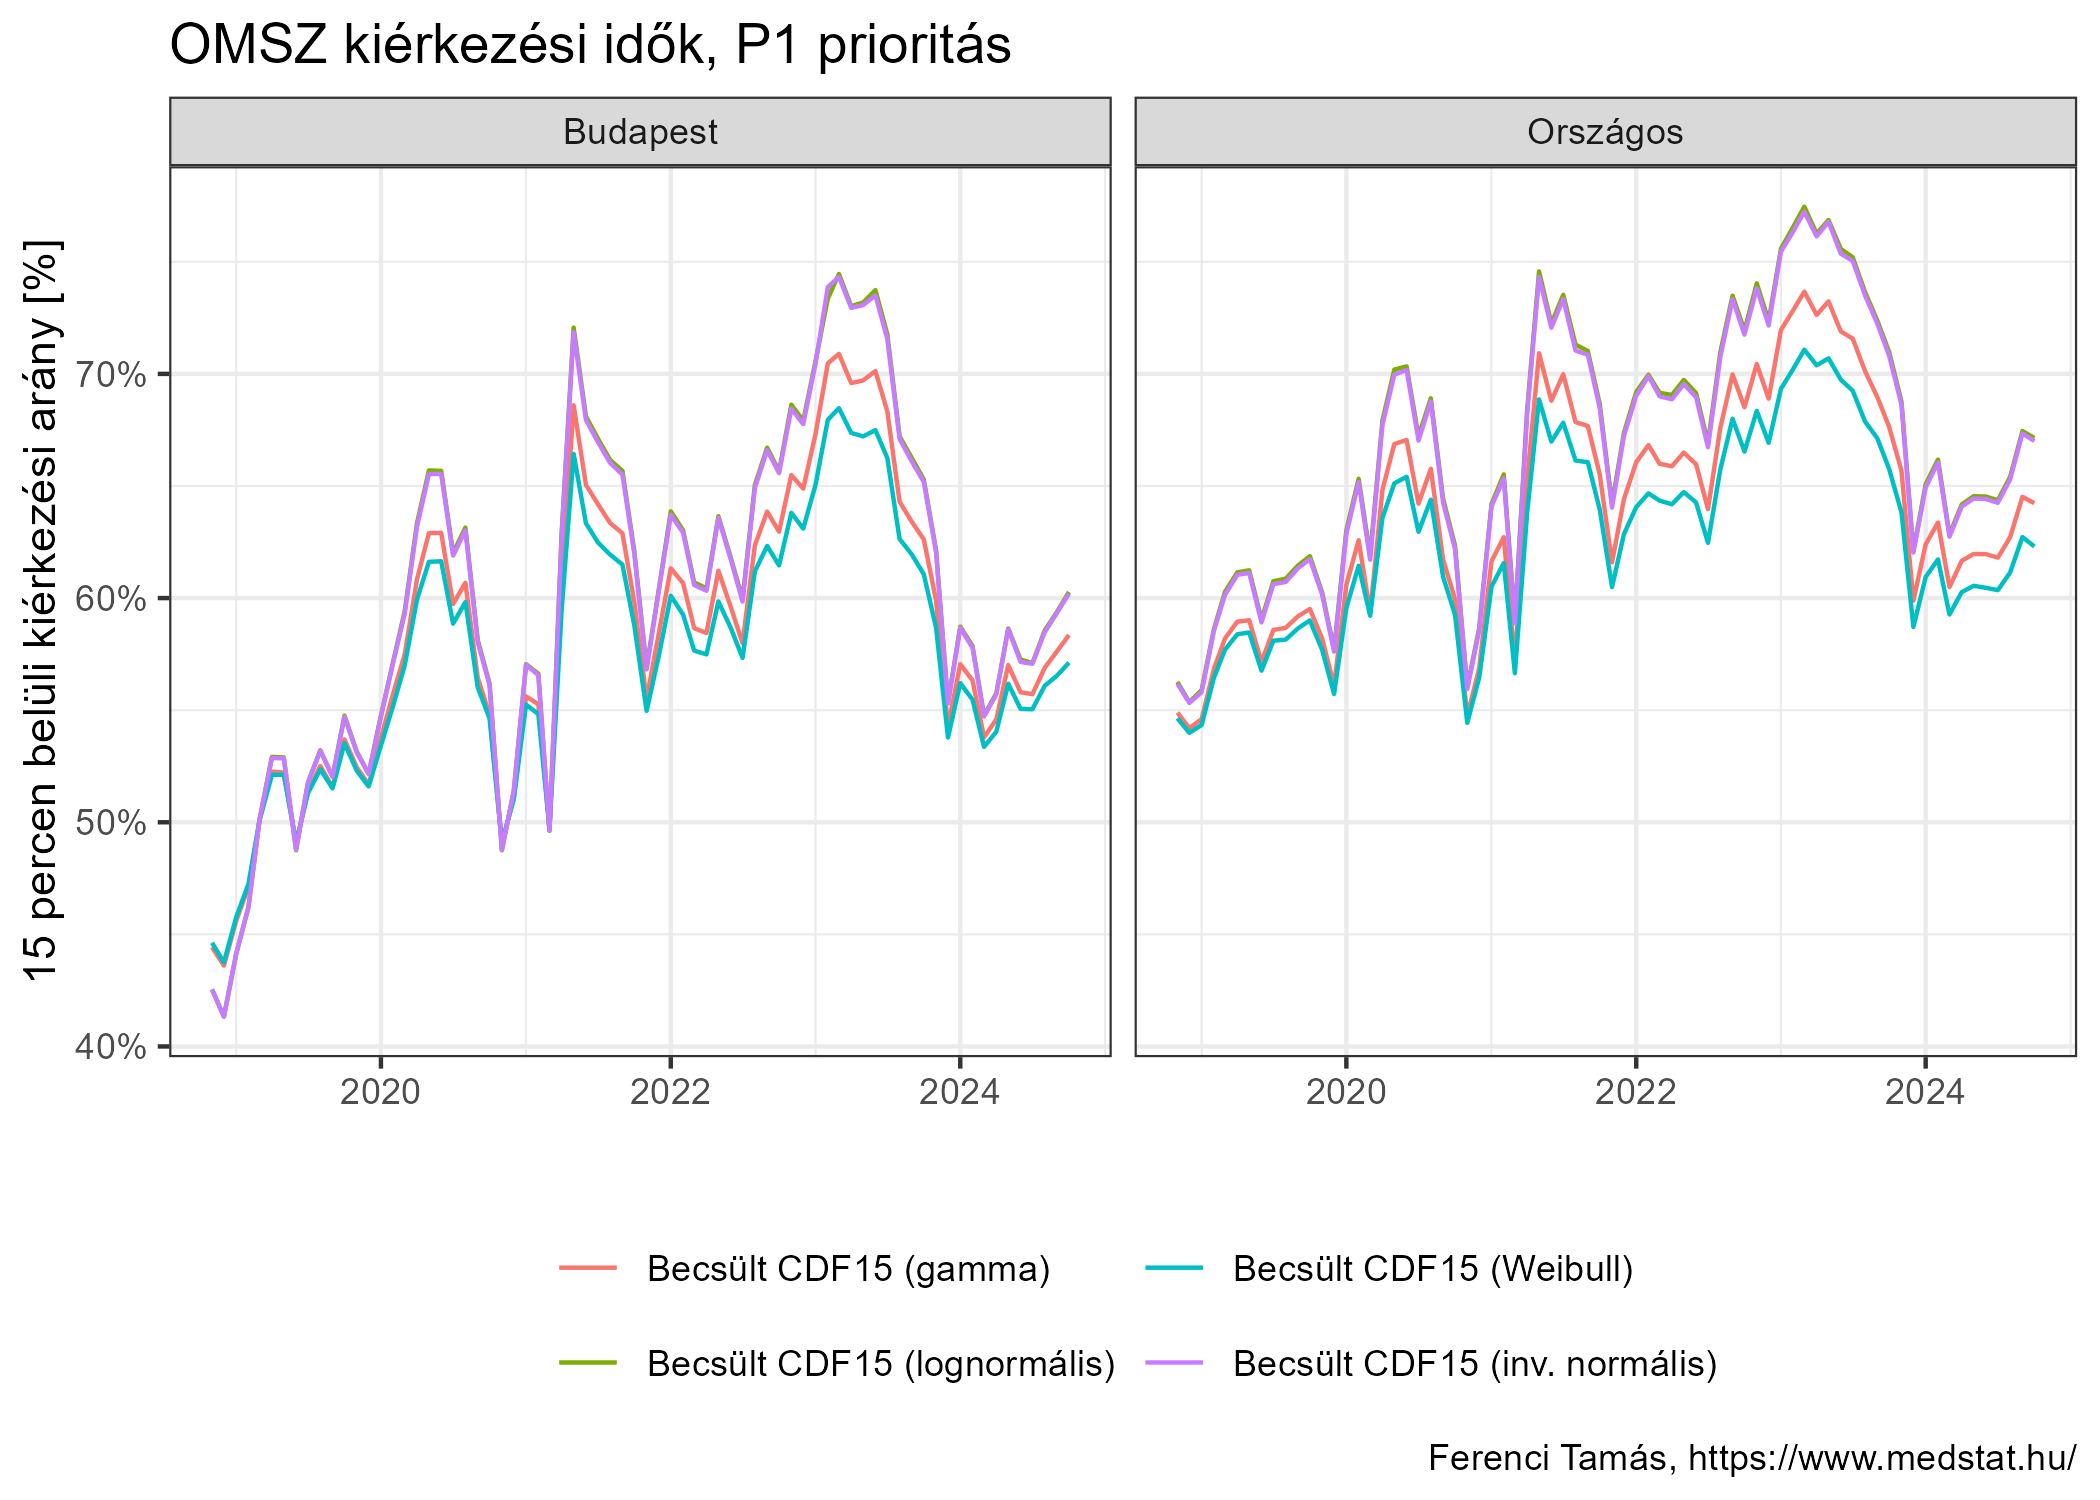 OMSZ kiérkezési idők, P1 prioritás
Budapest
Országos
15 percen belüli kiérkezési arány [%]
70%
60%
50%
40%
2020
2022
2024
2020
2022
2024
Becsült CDF15 (gamma)
Becsült CDF15 (Weibull)
Becsült CDF15 (lognormális)
Becsült CDF15 (inv. normális)
Ferenci Tamás, https://www.medstat.hu/